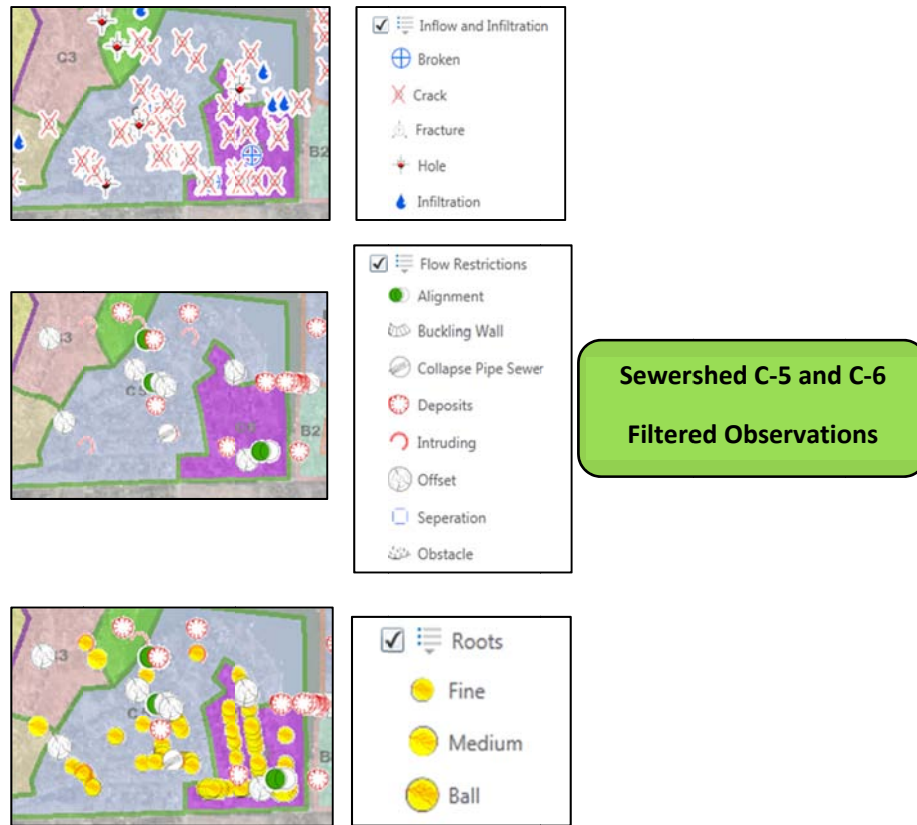 C3
B2
Inflow and Infiltration
Broken
Crack
Fracture
Hole
Infiltration
B2
Flow Restrictions
Alignment
Buckling Wall
Collapse Pipe Sewer
Deposits
Intruding
Offset
Seperation
Obstacle
Sewershed C-5 and C-6
Filtered Observations
Roots
Fine
Medium
Ball